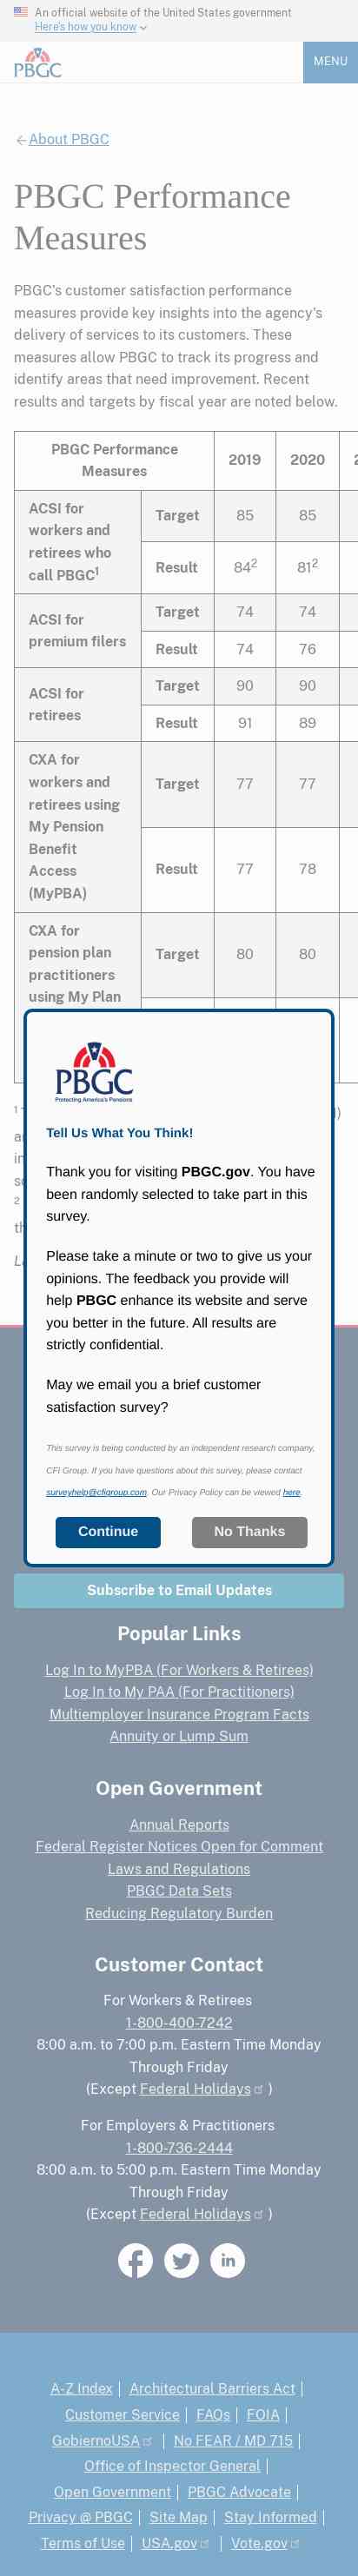 An official website of the United States government
Here's how you know
PBGC
MENU
About PBGC
PBGC Performance
Measures
PBGC's customer satisfaction performance
measures provide key insights into the agency's
delivery of services to its customers. These
measures allow PBGC to track its progress and
identify areas that need improvement. Recent
results and targets by fiscal year are noted below.
PBGC Performance
Measures
2019 2020 2
ACSI for
workers and
retirees who
call PBGC1
Target 85 85
Result 842 812
ACSI for
premium filers
Target 74 74
Result 74 76
ACSI for
retirees
Target 90 90
Result 91 89
CXA for
workers and
retirees using
My Pension
Benefit
Access
(MyPBA)
Target 77 77
Result 77 78
CXA for
pension plan
practitioners
using My Plan
Target 80 80
1
2
PBGC
Protecting America's Pensions
Tell Us What You Think!
Thank you for visiting PBGC.gov. You have
been randomly selected to take part in this
survey.
Please take a minute or two to give us your
opinions. The feedback you provide will
help PBGC enhance its website and serve
you better in the future. All results are
strictly confidential.
May we email you a brief customer
satisfaction survey?
This survey is being conducted by an independent research company,
CFI Group. If you have questions about this survey, please contact
surveyhelp@cfigroup.com. Our Privacy Policy can be viewed here.
Continue No Thanks
Subscribe to Email Updates
Popular Links
Log In to MyPBA (For Workers & Retirees)
Log In to My PAA (For Practitioners)
Multiemployer Insurance Program Facts
Annuity or Lump Sum
Open Government
Annual Reports
Federal Register Notices Open for Comment
Laws and Regulations
PBGC Data Sets
Reducing Regulatory Burden
Customer Contact
For Workers & Retirees
1-800-400-7242
8:00 a.m. to 7:00 p.m. Eastern Time Monday
Through Friday
(Except Federal Holidays )
For Employers & Practitioners
1-800-736-2444
8:00 a.m. to 5:00 p.m. Eastern Time Monday
Through Friday
(Except Federal Holidays )
A-Z Index | Architectural Barriers Act |
Customer Service | FAQs | FOIA |
GobiernoUSA | No FEAR / MD 715 |
Office of Inspector General |
Open Government | PBGC Advocate |
Privacy @ PBGC | Site Map | Stay Informed |
Terms of Use | USA.gov | Vote.gov